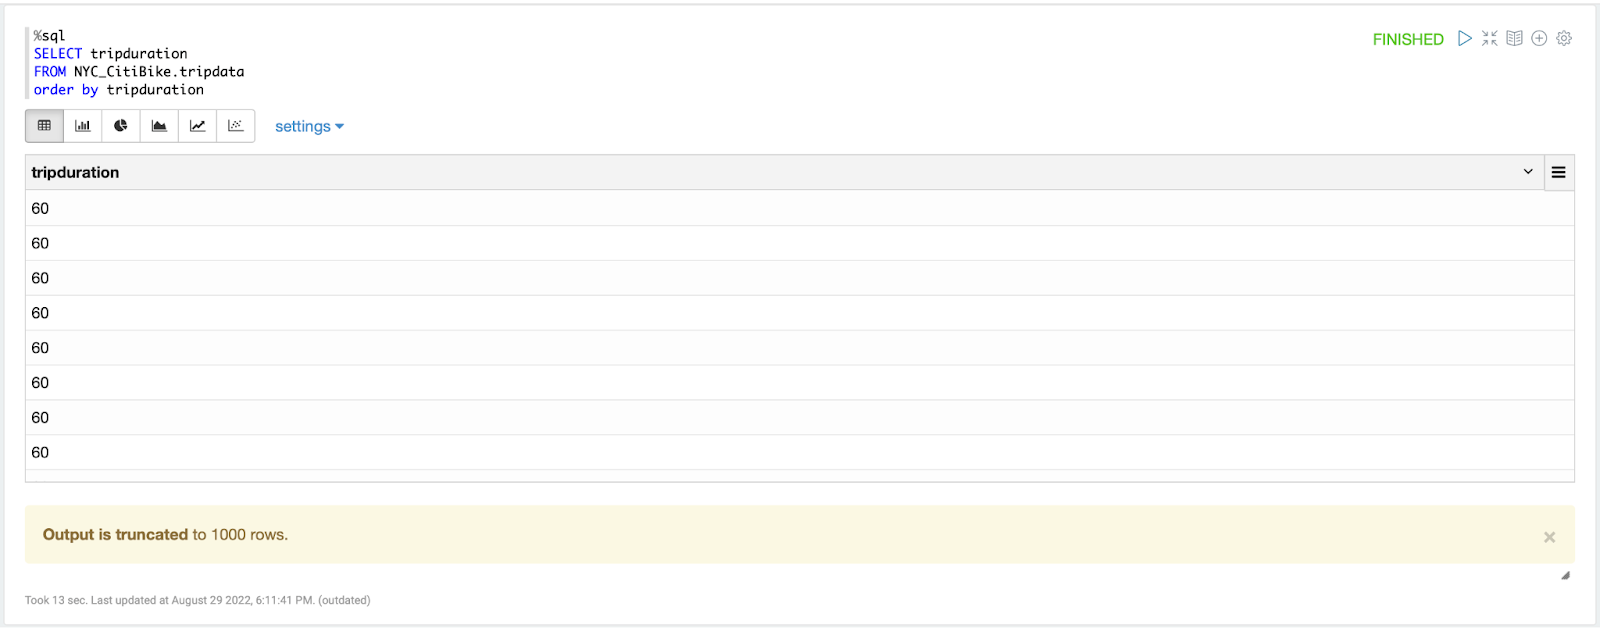 %sql
SELECT tripduration
FROM NYC_CitiBike.tripdata
order by tripduration
FINISHED
settings
tripduration
60
60
60
60
60
60
60
60
Output is truncated to 1000 rows.
×
Took 13 sec. Last updated at August 29 2022, 6:11:41 PM. (outdated)